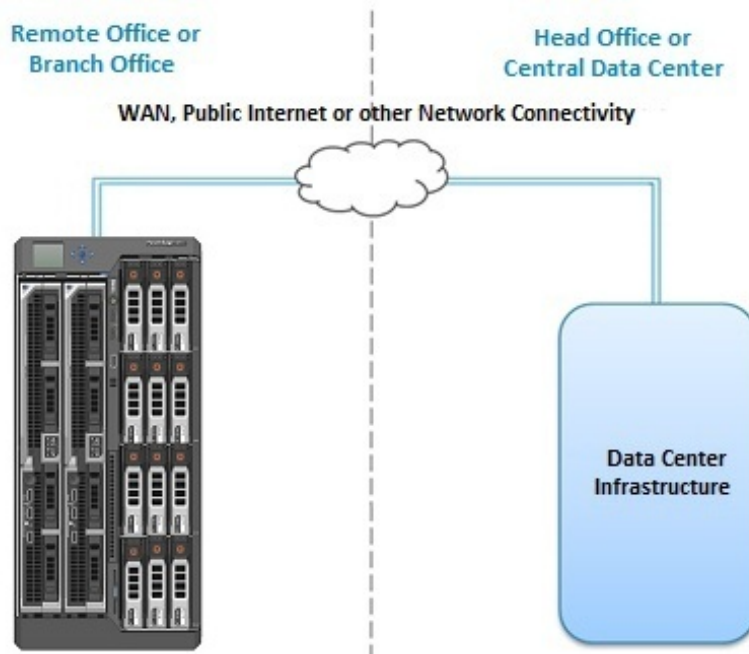 Remote Office or
Branch Office
Head Office or
Central Data Center
WAN, Public Internet or other Network Connectivity
Data Center
Infrastructure